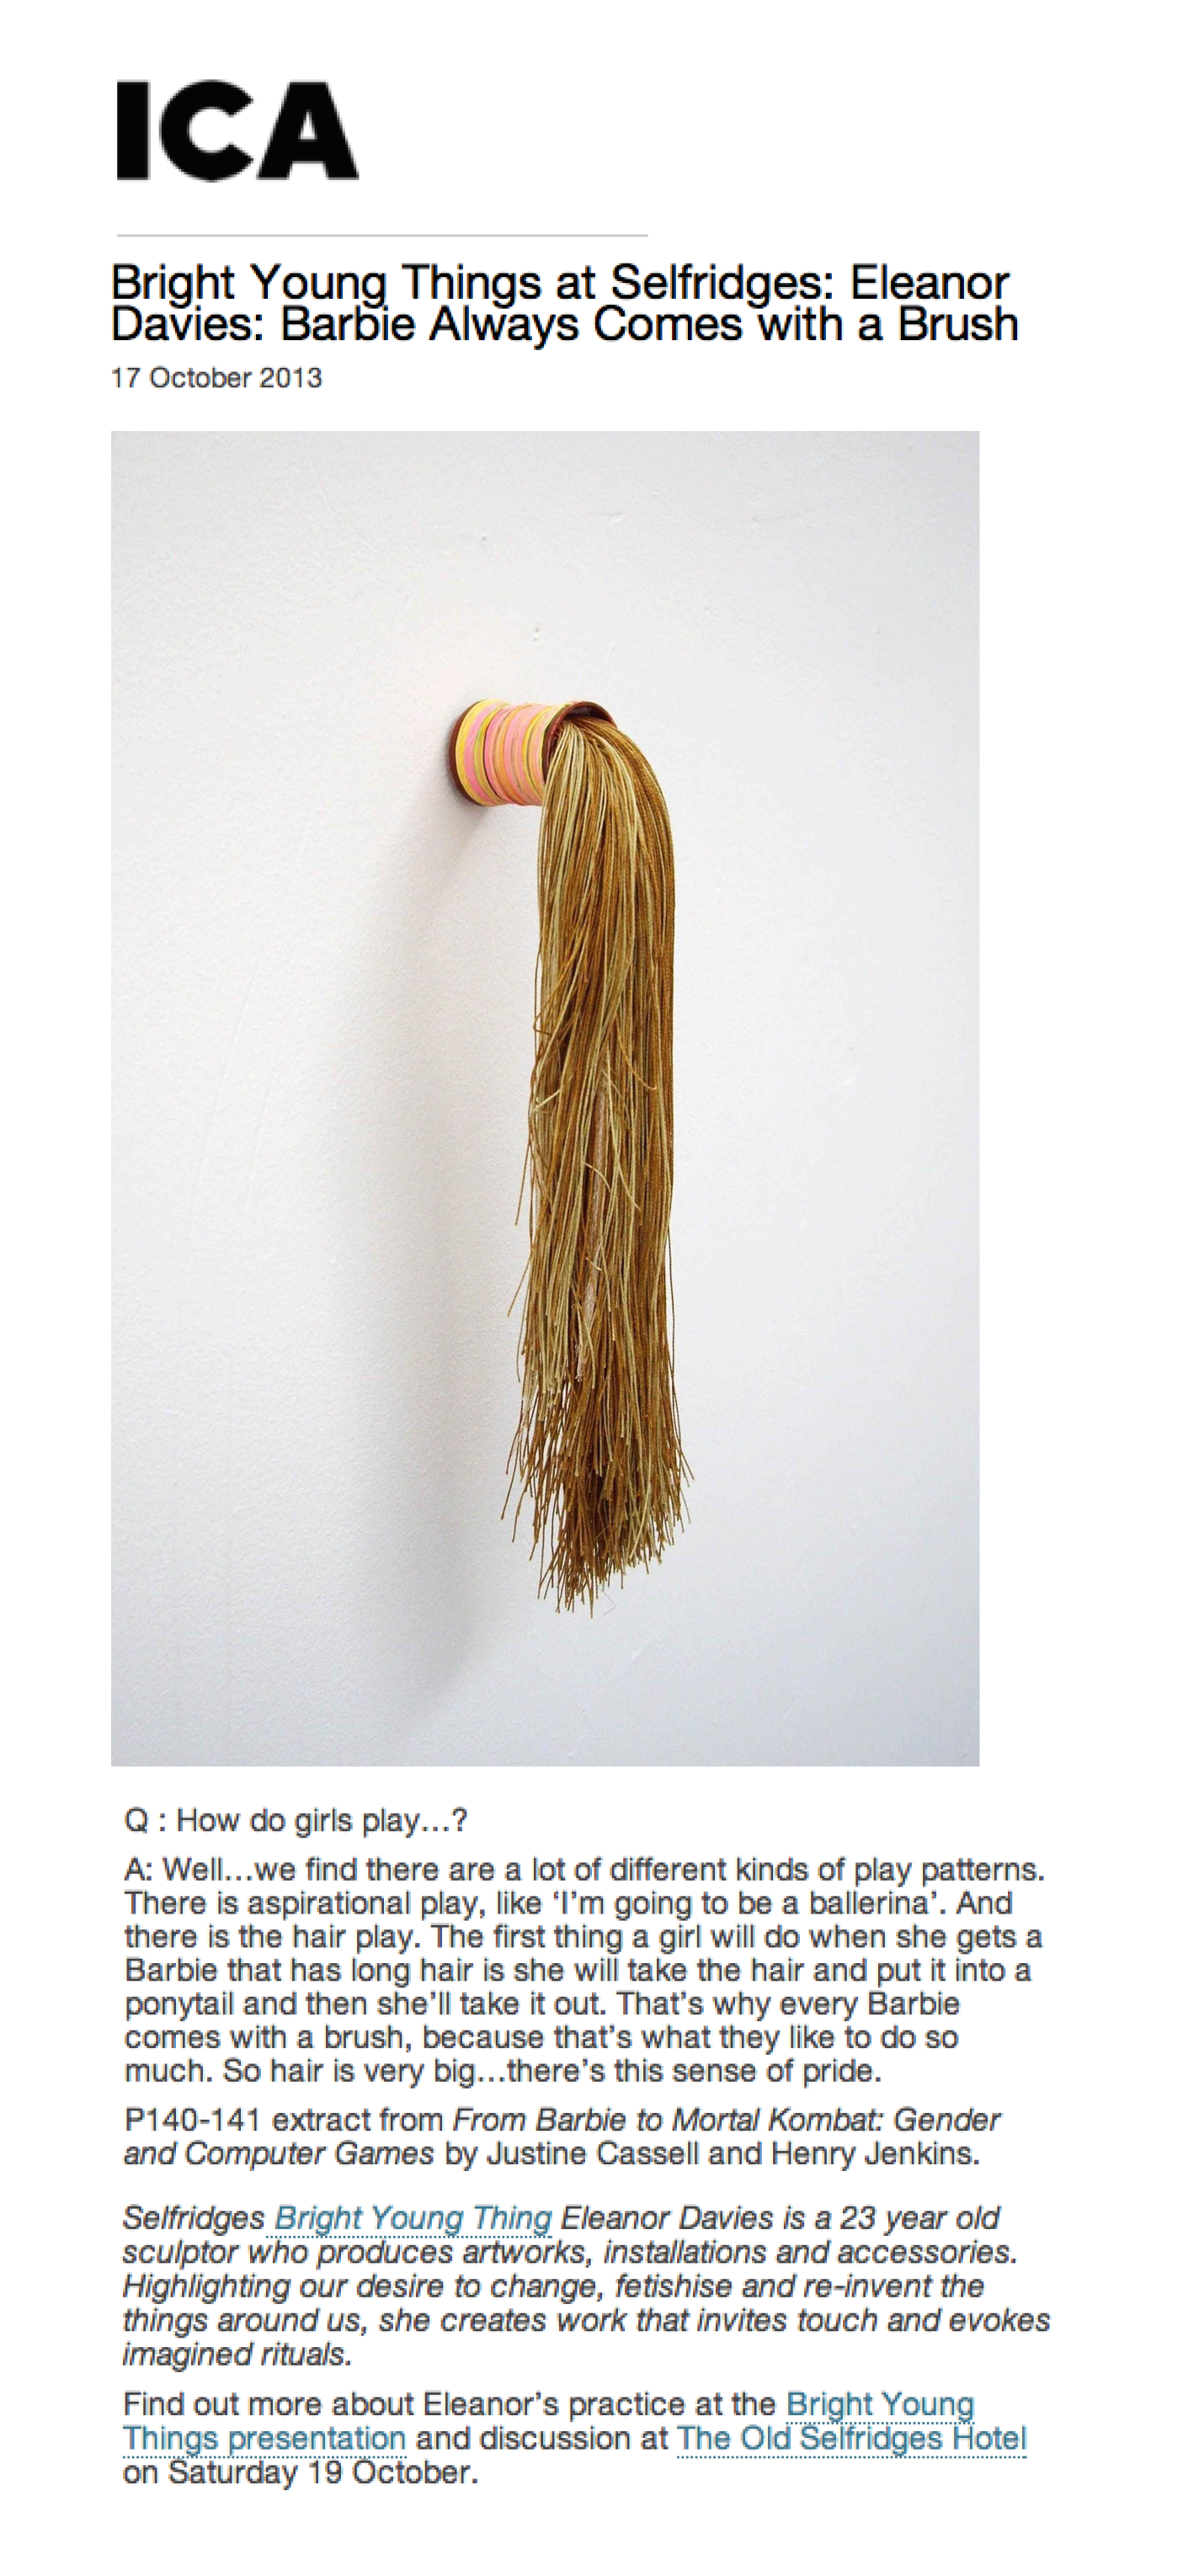 ICA
Bright Young Things at Selfridges: Eleanor
Davies: Barbie Always Comes with a Brush
17 October 2013
Q : How do girls play...?
A: Well...we find there are a lot of different kinds of play patterns.
There is aspirational play, like ‘I’m going to be a ballerina’. And
there is the hair play. The first thing a girl will do when she gets a
Barbie that has long hair is she will take the hair and put it into a
ponytail and then she’ll take it out. That’s why every Barbie
comes with a brush, because that’s what they like to do so
much. So hair is very big...there’s this sense of pride.
P140-141 extract from From Barbie to Mortal Kombat: Gender
and Computer Games by Justine Cassell and Henry Jenkins.
Selfridges Bright Young Thing Eleanor Davies is a 23 year old
sculptor who produces artworks, installations and accessories.
Highlighting our desire to change, fetishise and re-invent the
things around us, she creates work that invites touch and evokes
imagined rituals.
Find out more about Eleanor’s practice at the Bright Young
Things presentation and discussion at The Old Selfridges Hotel
on Saturday 19 October.